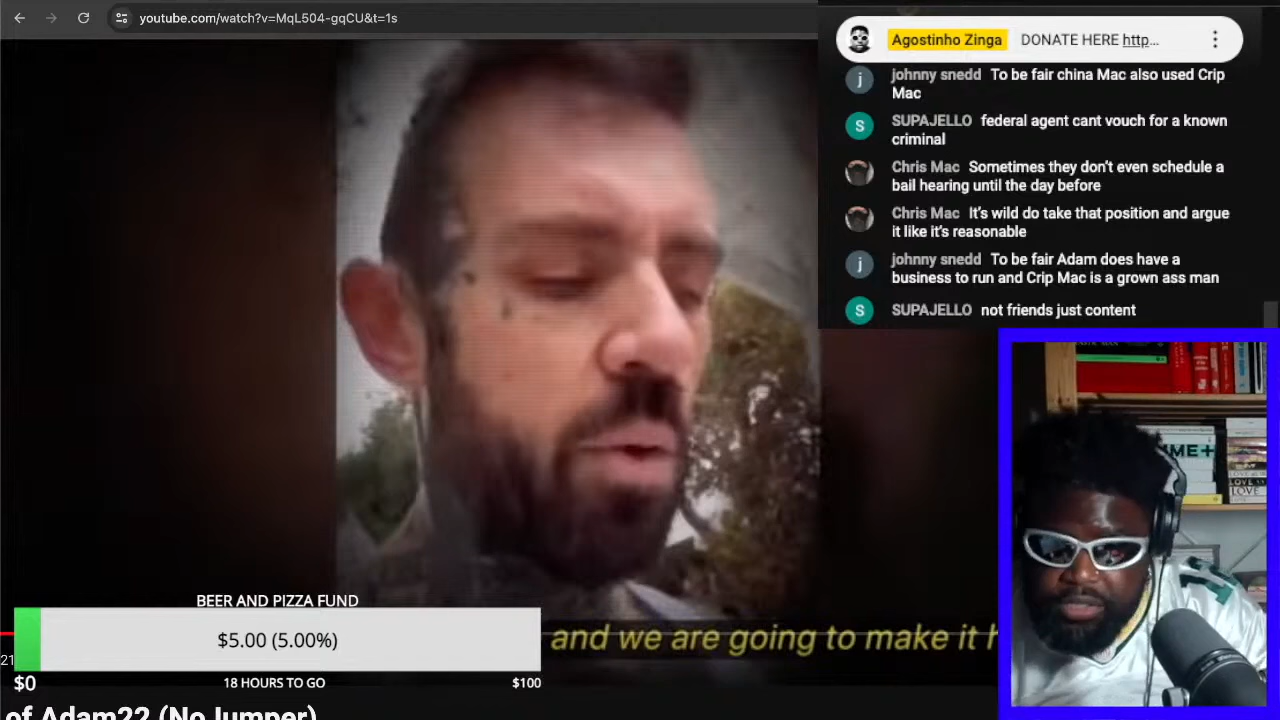 youtube.com/watch?v=MqL504-gqCU&t=1s
Agostinho Zinga DONATE HERE http...
johnny snedd To be fair china Mac also used Crip
Mac
SUPAJELLO federal agent cant vouch for a known
criminal
Chris Mac Sometimes they don't even schedule a
bail hearing until the day before
Chris Mac It's wild do take that position and argue
it like it's reasonable
johnny snedd To be fair Adam does have a
business to run and Crip Mac is a grown ass man
SUPAJELLO not friends just content
j
S
j
S
ME+
LOVE
LOVE
BEER AND PIZZA FUND
$5.00 (5.00%)
and we are going to make it h
21
$0 18 HOURS TO GO $100
of Adam22 (No Jumper)